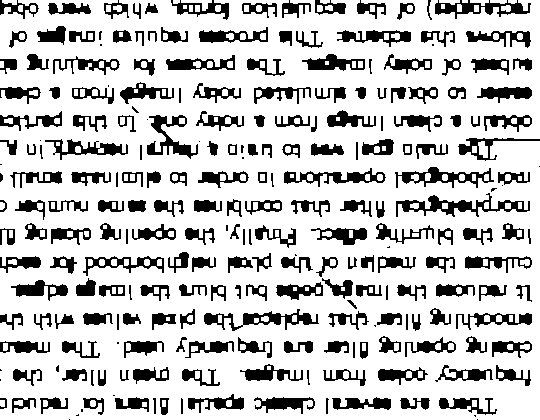 There are several classic spatial filters for reduc
frequency noise from images. The mean filter, the
closing opening filter are frequently used. The mean
smoothing filter that replaces the pixel values with the
It reduces the image noise but blurs the image edges.
culates the median of the pixel neighborhood for each
ing the blurring effect. Finally, the opening closing fil
morphological filter that combines the same number o
morphological operations in order to eliminate small
The main goal was to train a neural network in a
obtain a clean image from a noisy one. In this particu
easier to obtain a simulated noisy image from a clean
subset of noisy images. The process for obtaining
follows this scheme. This process requires images of
rectangles) of the acquisition forms, which were obt